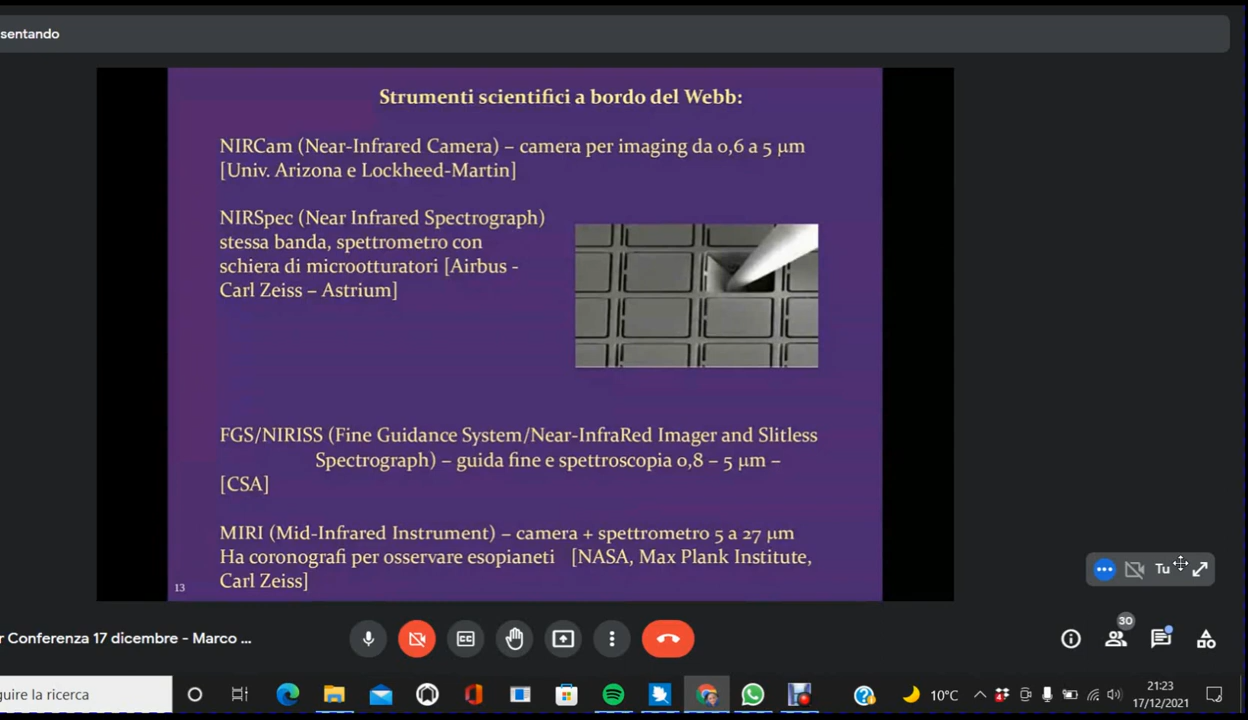 sentando
Strumenti scientifici a bordo del Webb:
NIRCam (Near-Infrared Camera) – camera per imaging da 0,6 a 5 μm
[Univ. Arizona e Lockheed-Martin]
NIRSpec (Near Infrared Spectrograph)
stessa banda, spettrometro con
schiera di microotturatori [Airbus -
Carl Zeiss – Astrium]
FGS/NIRISS (Fine Guidance System/Near-InfraRed Imager and Slitless
Spectrograph) – guida fine e spettroscopia 0,8 – 5 μm –
[CSA]
MIRI (Mid-Infrared Instrument) – camera + spettrometro 5 a 27 μm
Ha coronografi per osservare esopianeti [NASA, Max Plank Institute,
Carl Zeiss]
13
Tu
r Conferenza 17 dicembre - Marco ...
30
guire la ricerca
10°C
21:23
17/12/2021